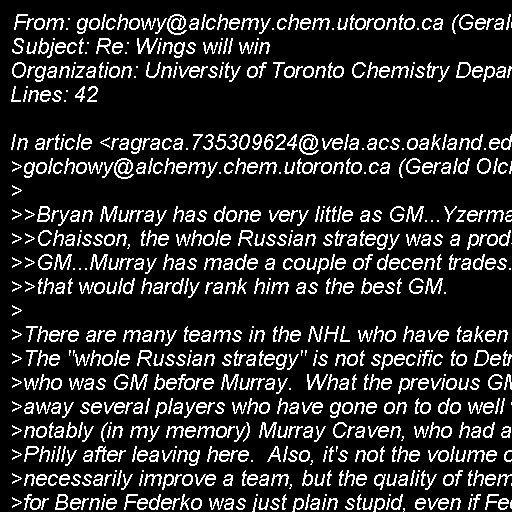 From: golchowy@alchemy.chem.utoronto.ca (Geral
Subject: Re: Wings will win
Organization: University of Toronto Chemistry Depar
Lines: 42

In article <ragraca.735309624@vela.acs.oakland.ed
>golchowy@alchemy.chem.utoronto.ca (Gerald Olch
>
>>Bryan Murray has done very little as GM...Yzerma
>>Chaisson, the whole Russian strategy was a prod
>>GM...Murray has made a couple of decent trades.
>>that would hardly rank him as the best GM.
>
>There are many teams in the NHL who have taken
>The "whole Russian strategy" is not specific to Detr
>who was GM before Murray.  What the previous GM
>away several players who have gone on to do well
>notably (in my memory) Murray Craven, who had a
>Philly after leaving here.  Also, it's not the volume o
>necessarily improve a team, but the quality of them
>for Bernie Federko was just plain stupid, even if Fed